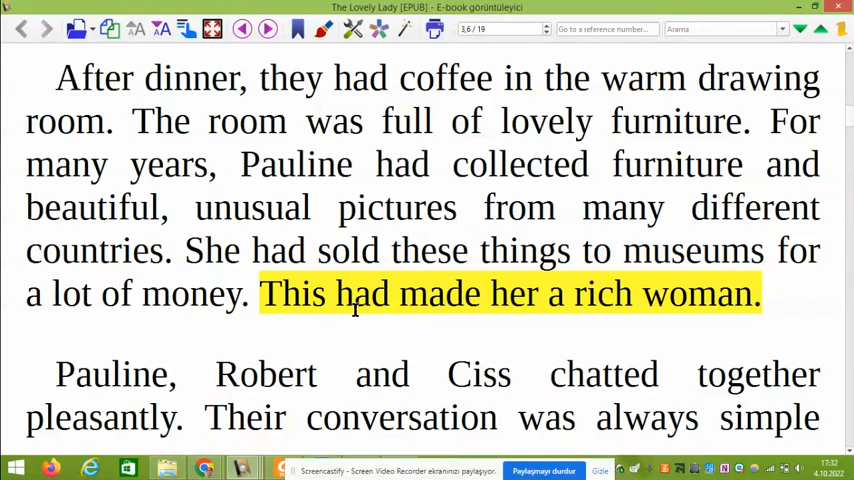 The Lovely Lady [EPUB] - E-book görüntüleyici
3,6 / 19
Go to a reference number...
Arama
After dinner, they had coffee in the warm drawing
room. The room was full of lovely furniture. For
many years, Pauline had collected furniture and
beautiful, unusual pictures from many different
countries. She had sold these things to museums for
a lot of money. This had made her a rich woman.
Pauline, Robert and Ciss chatted together
pleasantly. Their conversation was always simple
Screencastify - Screen Video Recorder ekranınızı paylaşıyor.
Paylaşmayı durdur
Gizle
17:32
4.10.2022